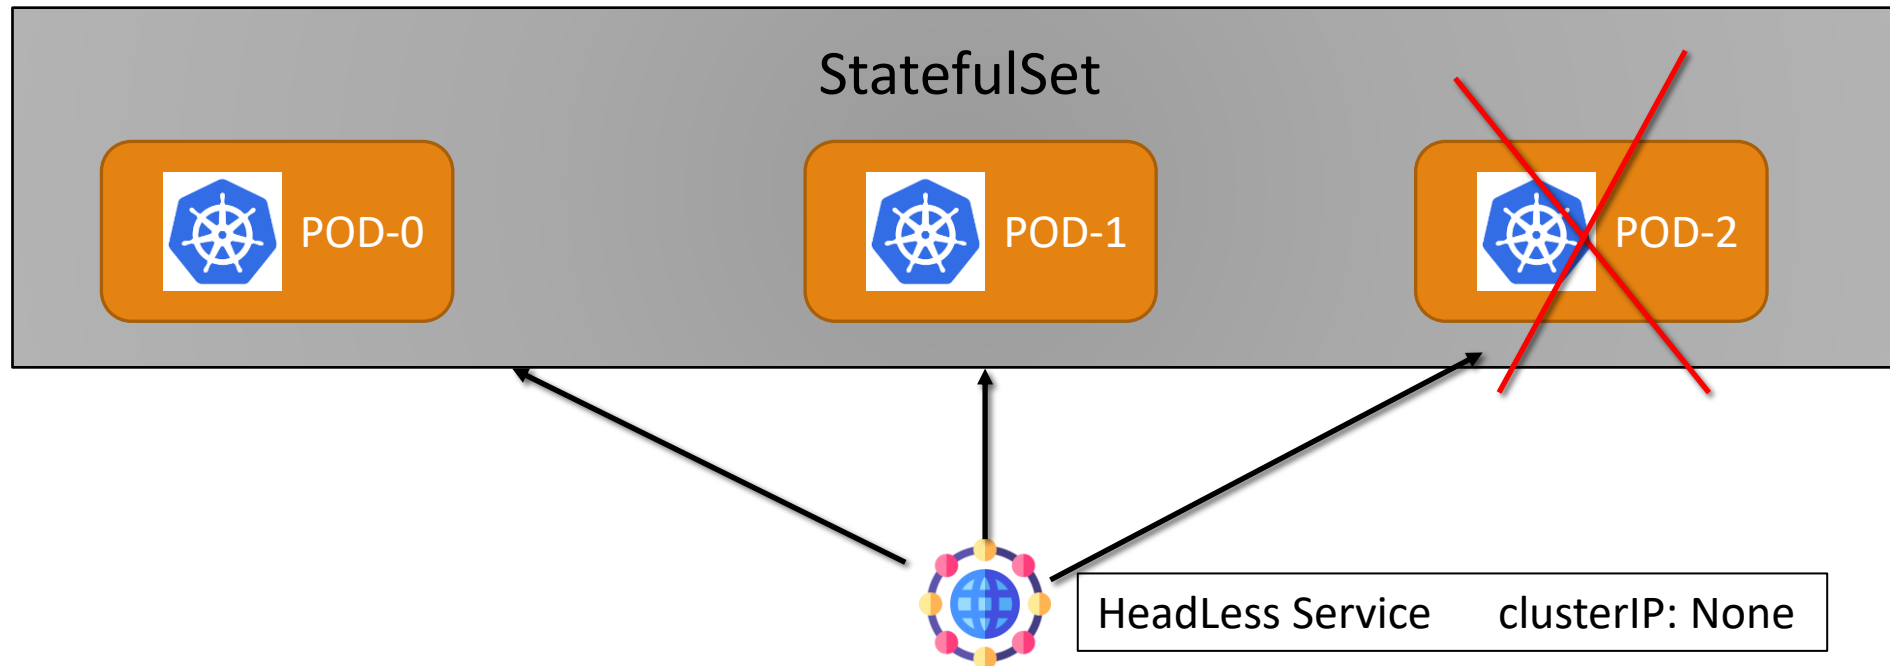 StatefulSet
POD-0
POD-1
POD-2
HeadLess Service clusterIP: None